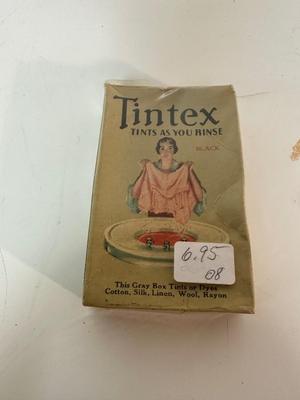 Tintex
TINTS AS YOU RINSE
BLACK
6.95
08
This Gray Box Tints or Dyes
Cotton, Silk, Linen, Wool, Rayon